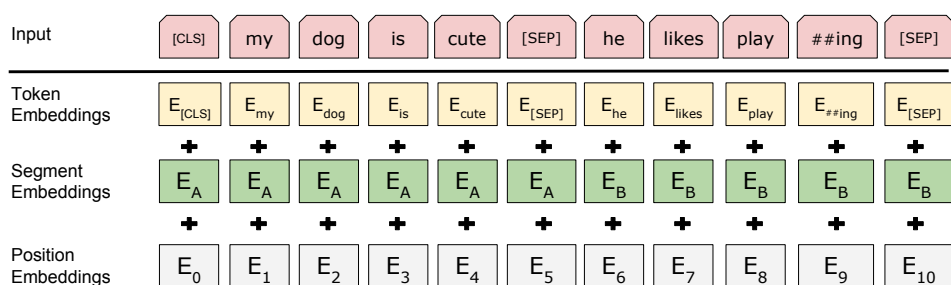 Input [CLS] my dog is cute [SEP] he likes play ##ing [SEP]
Token Embeddings E[CLS] Emy Edog Eis Ecute E[SEP] Ehe Elikes Eplay E##ing E[SEP]
+ + + + + + + + + + +
Segment Embeddings EA EA EA EA EA EA EB EB EB EB EB
+ + + + + + + + + + +
Position Embeddings E0 E1 E2 E3 E4 E5 E6 E7 E8 E9 E10